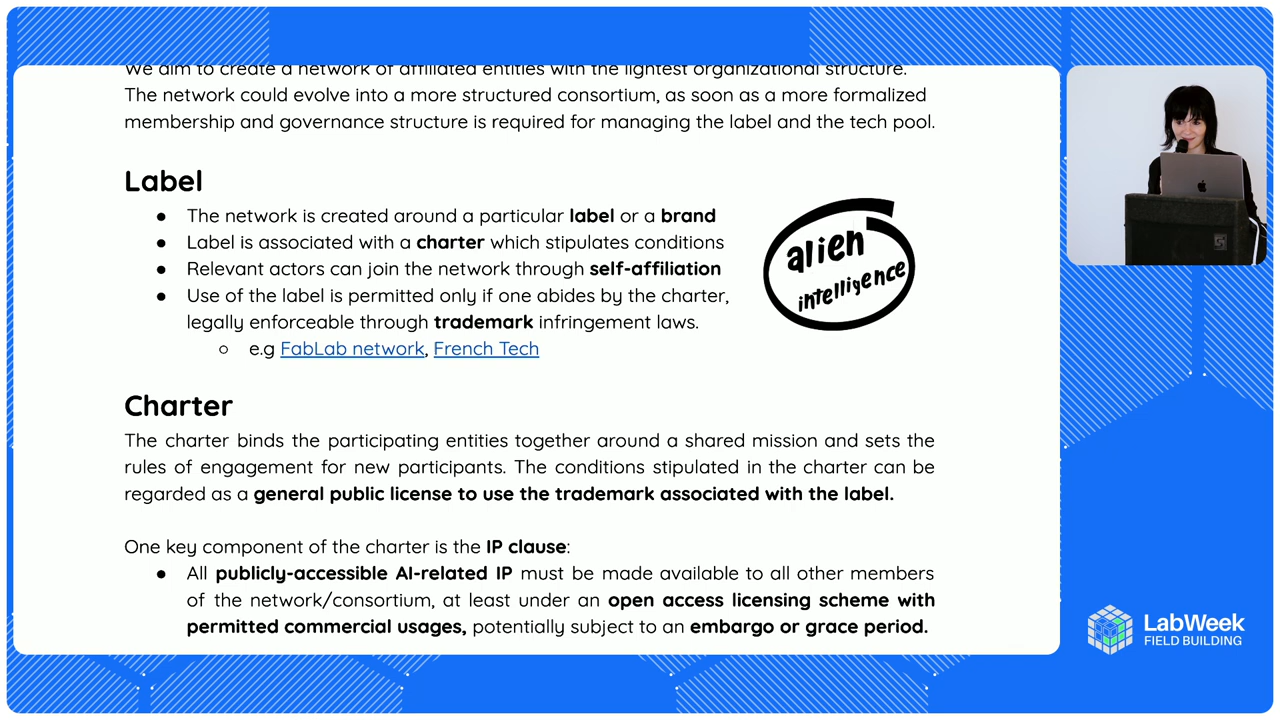 We aim to create a network of affiliated entities with the lightest organizational structure.
The network could evolve into a more structured consortium, as soon as a more formalized
membership and governance structure is required for managing the label and the tech pool.
Label
● The network is created around a particular label or a brand
● Label is associated with a charter which stipulates conditions
● Relevant actors can join the network through self-affiliation
● Use of the label is permitted only if one abides by the charter,
legally enforceable through trademark infringement laws.
○ e.g FabLab network, French Tech
alien
intelligence
Charter
The charter binds the participating entities together around a shared mission and sets the
rules of engagement for new participants. The conditions stipulated in the charter can be
regarded as a general public license to use the trademark associated with the label.
One key component of the charter is the IP clause:
● All publicly-accessible AI-related IP must be made available to all other members
of the network/consortium, at least under an open access licensing scheme with
permitted commercial usages, potentially subject to an embargo or grace period.
LabWeek
FIELD BUILDING